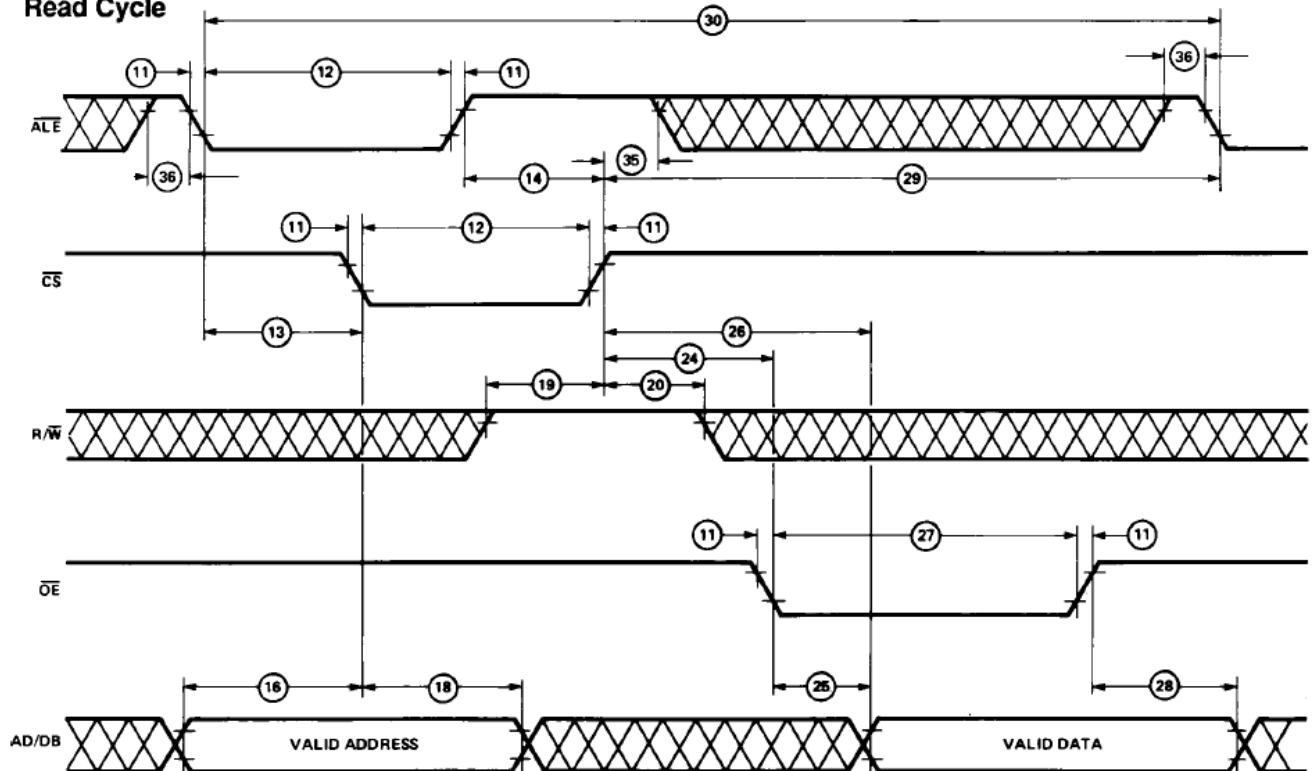 Read Cycle
30
11 12 11 36
ALE
36 14 35 29
11 12 11
CS
13 26
24
19 20
R/W
11 27 11
OE
16 18 25 28
AD/DB VALID ADDRESS VALID DATA